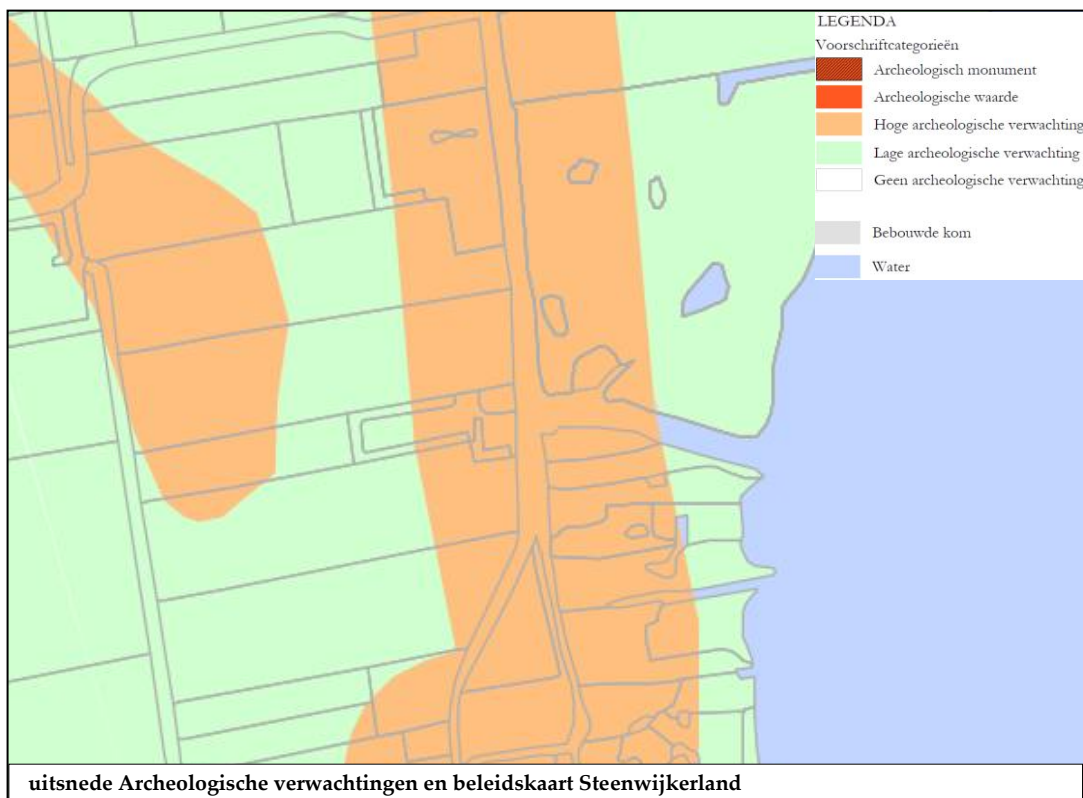 LEGENDA
Voorschriftcategorieën
Archeologisch monument
Archeologische waarde
Hoge archeologische verwachting
Lage archeologische verwachting
Geen archeologische verwachting
Bebouwde kom
Water
uitsnede Archeologische verwachtingen en beleidskaart Steenwijkerland